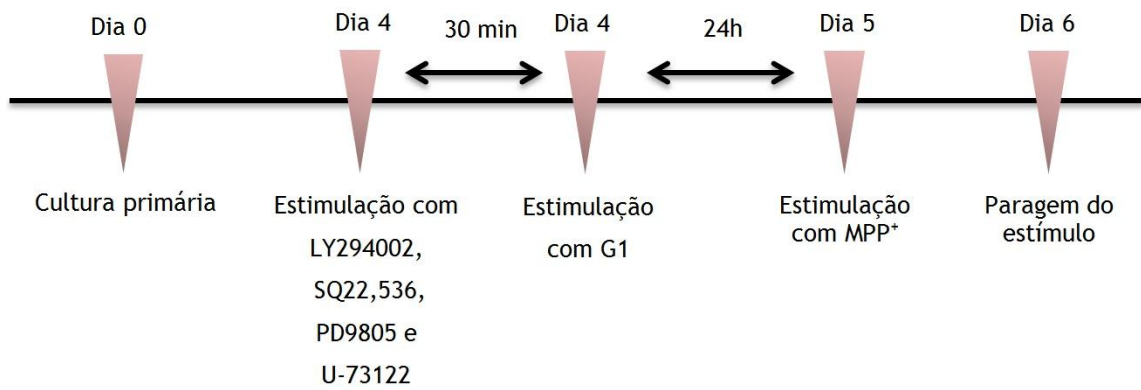 Dia 0
Dia 4
30 min
Dia 4
24h
Dia 5
Dia 6
Cultura primária
Estimulação com
LY294002,
SQ22,536,
PD9805 e
U-73122
Estimulação
com G1
Estimulação
com MPP⁺
Paragem do
estímulo